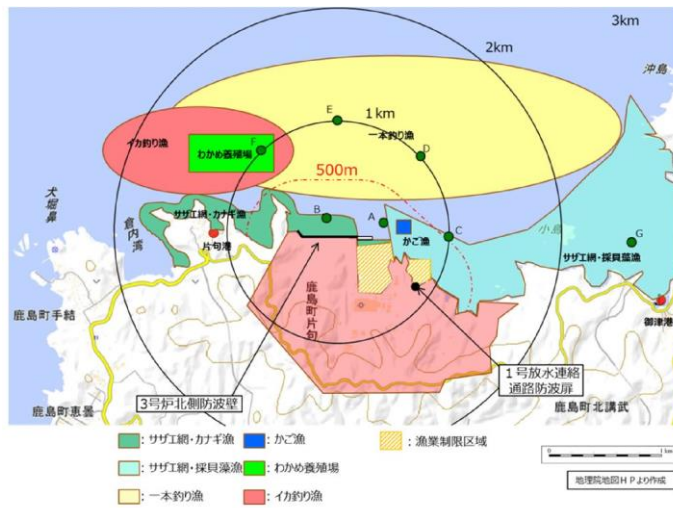 3km
沖島
2km
1km
E
一本釣り漁
イカ釣り漁
F
わかめ養殖場
D
500m
犬堀鼻
倉内湾
サザエ網・カナギ漁
片句港
B
A
かご漁
C
小島
G
サザエ網・採貝藻漁
御津港
鹿島町手結
鹿島町片句
鹿島町恵曇
3号炉北側防波壁
1号放水連絡
通路防波扉
鹿島町北講武
：サザエ網・カナギ漁
：かご漁
：漁業制限区域
：サザエ網・採貝藻漁
：わかめ養殖場
：一本釣り漁
：イカ釣り漁
0
1km
地理院地図HPより作成